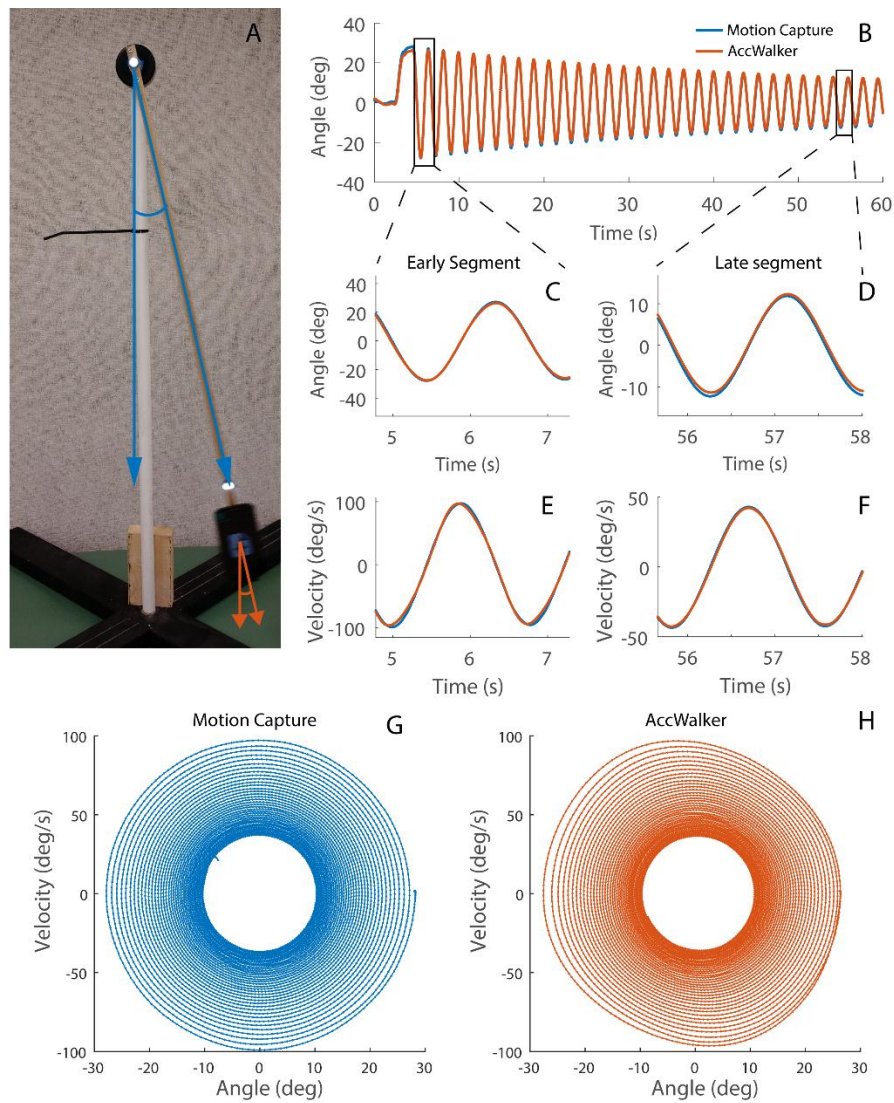 A
B
Motion Capture
AccWalker
Angle (deg)
40
20
0
-20
-40
0 10 20 30 40 50 60
Time (s)
Early Segment
C
Angle (deg)
40
20
0
-20
-40
5 6 7
Time (s)
Late segment
D
Angle (deg)
10
0
-10
56 57 58
Time (s)
E
Velocity (deg/s)
100
0
-100
5 6 7
Time (s)
F
Velocity (deg/s)
50
0
-50
56 57 58
Time (s)
Motion Capture
G
Velocity (deg/s)
100
50
0
-50
-100
-30 -20 -10 0 10 20 30
Angle (deg)
AccWalker
H
Velocity (deg/s)
100
50
0
-50
-100
-30 -20 -10 0 10 20 30
Angle (deg)